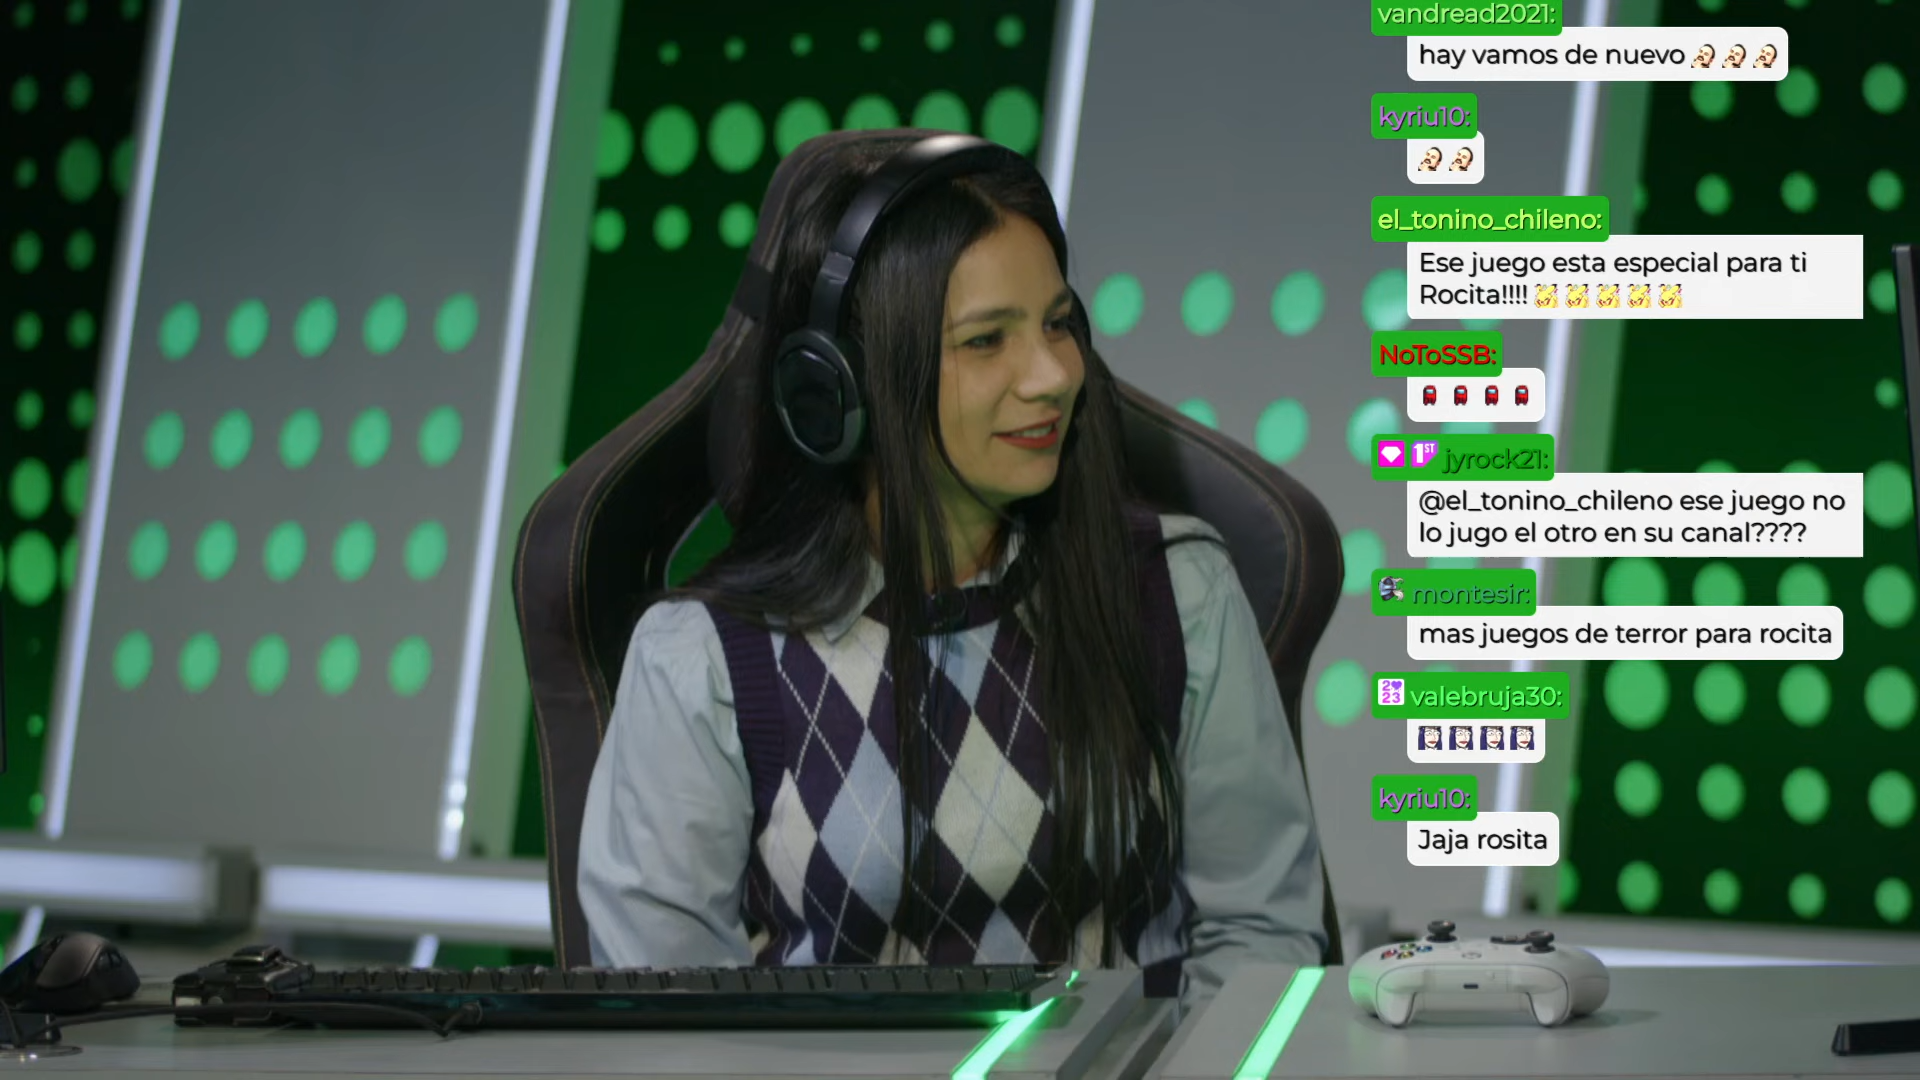 vandread2021:
hay vamos de nuevo
kyriu10:
el_tonino_chileno:
Ese juego esta especial para ti
Rocita!!!!
NoToSSB:
1ST jyrock21:
@el_tonino_chileno ese juego no
lo jugo el otro en su canal????
montesir:
mas juegos de terror para rocita
2023 valebruja30:
kyriu10:
Jaja rosita